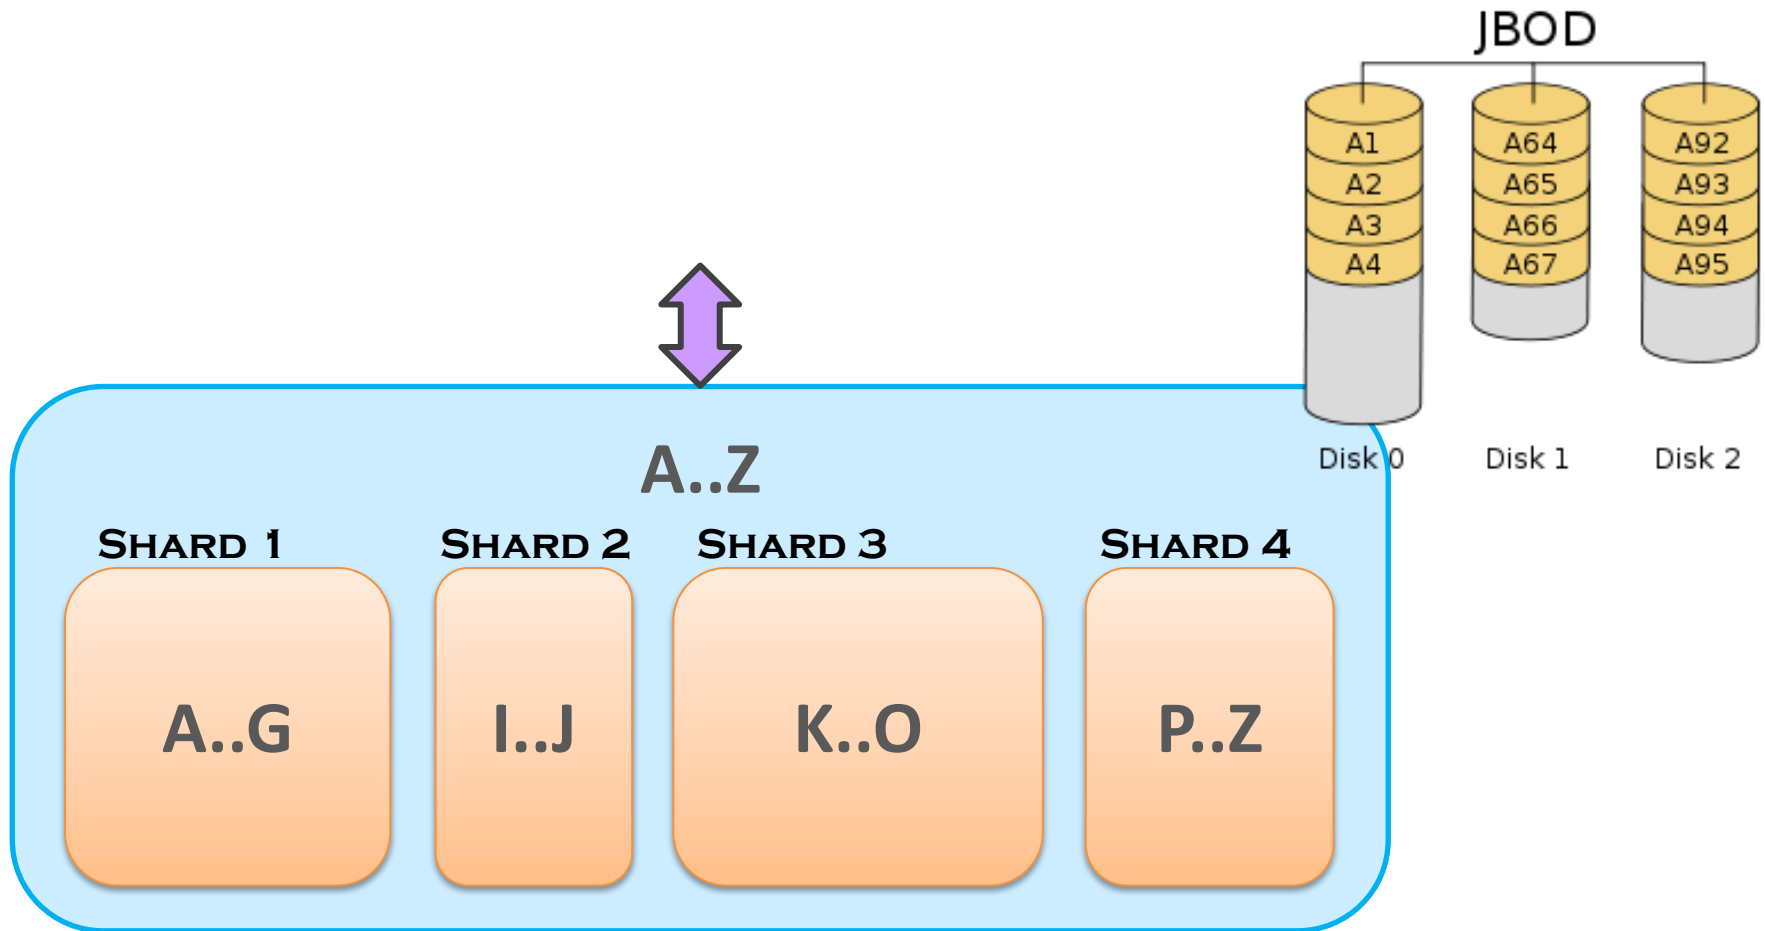 JBOD
A1 A64 A92
A2 A65 A93
A3 A66 A94
A4 A67 A95
Disk 0 Disk 1 Disk 2
A..Z
SHARD 1 SHARD 2 SHARD 3 SHARD 4
A..G I..J K..O P..Z